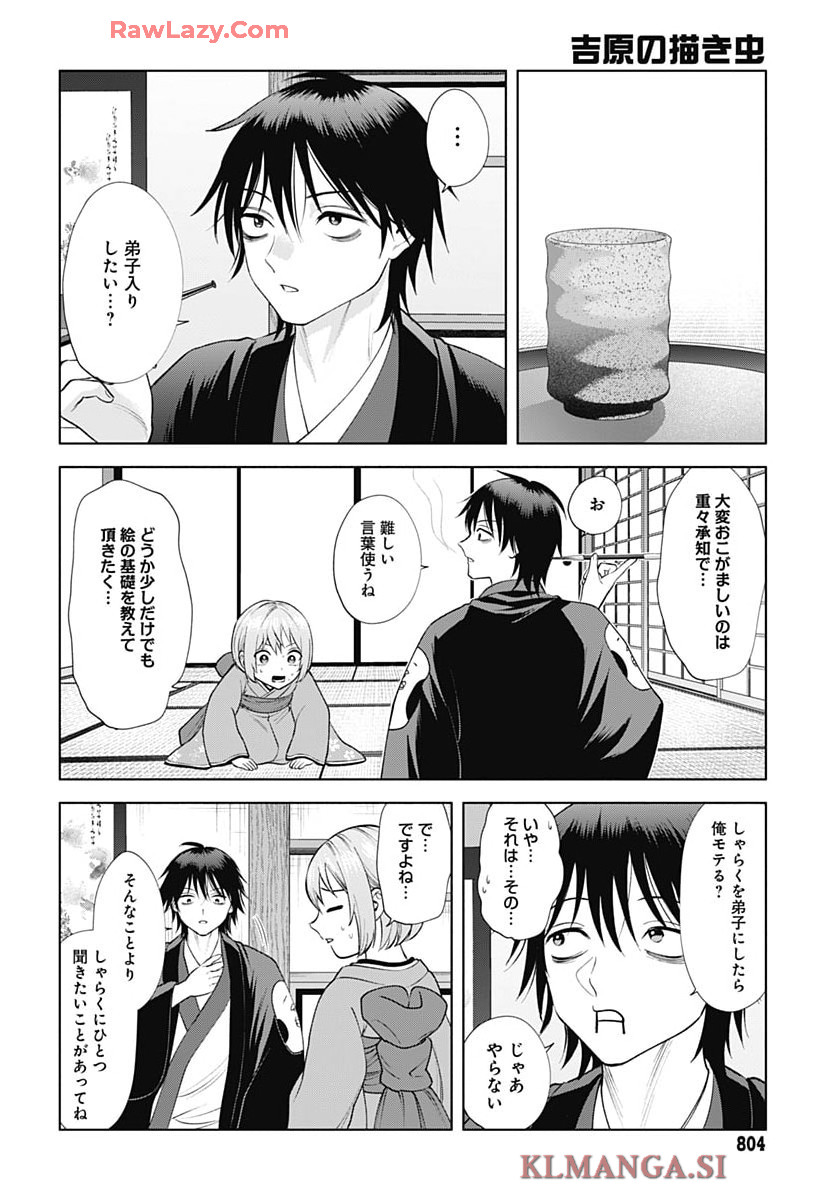 RawLazy.Com
吉原の描き虫
…
弟子入り
したい…?
大変おこがましいのは
重々承知で…
お
難しい
言葉使うね
どうか少しだけでも
絵の基礎を教えて
頂きたく…
しゃらくを弟子にしたら
俺モテる?
いや…
それは…その…
じゃあ
やらない
で…
ですよね…
そんなことより
しゃらくにひとつ
聞きたいことがあってね
804
KLMANGA.SI